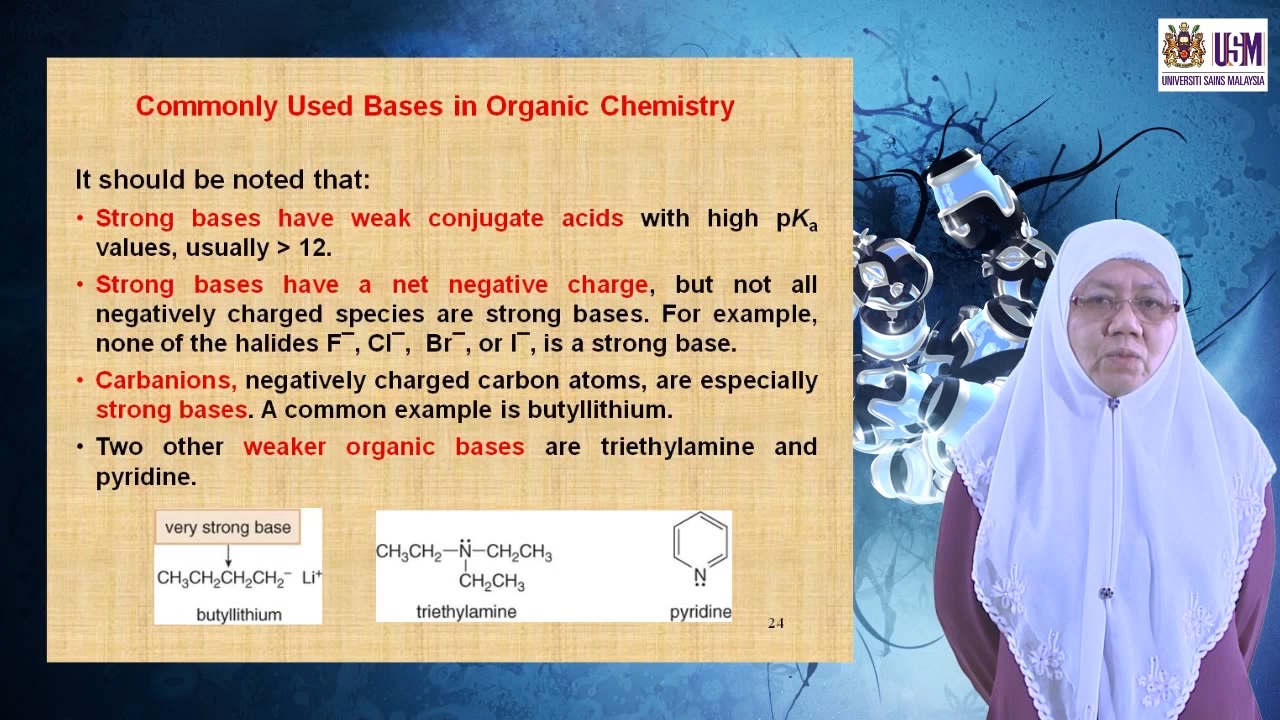 USM
UNIVERSITI SAINS MALAYSIA
Commonly Used Bases in Organic Chemistry
It should be noted that:
• Strong bases have weak conjugate acids with high pKₐ
values, usually > 12.
• Strong bases have a net negative charge, but not all
negatively charged species are strong bases. For example,
none of the halides F¯, Cl¯, Br¯, or I¯, is a strong base.
• Carbanions, negatively charged carbon atoms, are especially
strong bases. A common example is butyllithium.
• Two other weaker organic bases are triethylamine and
pyridine.
very strong base
CH₃CH₂CH₂CH₂⁻ Li⁺
butyllithium
CH₃CH₂—N̈—CH₂CH₃
CH₂CH₃
triethylamine
N̤
pyridine
24